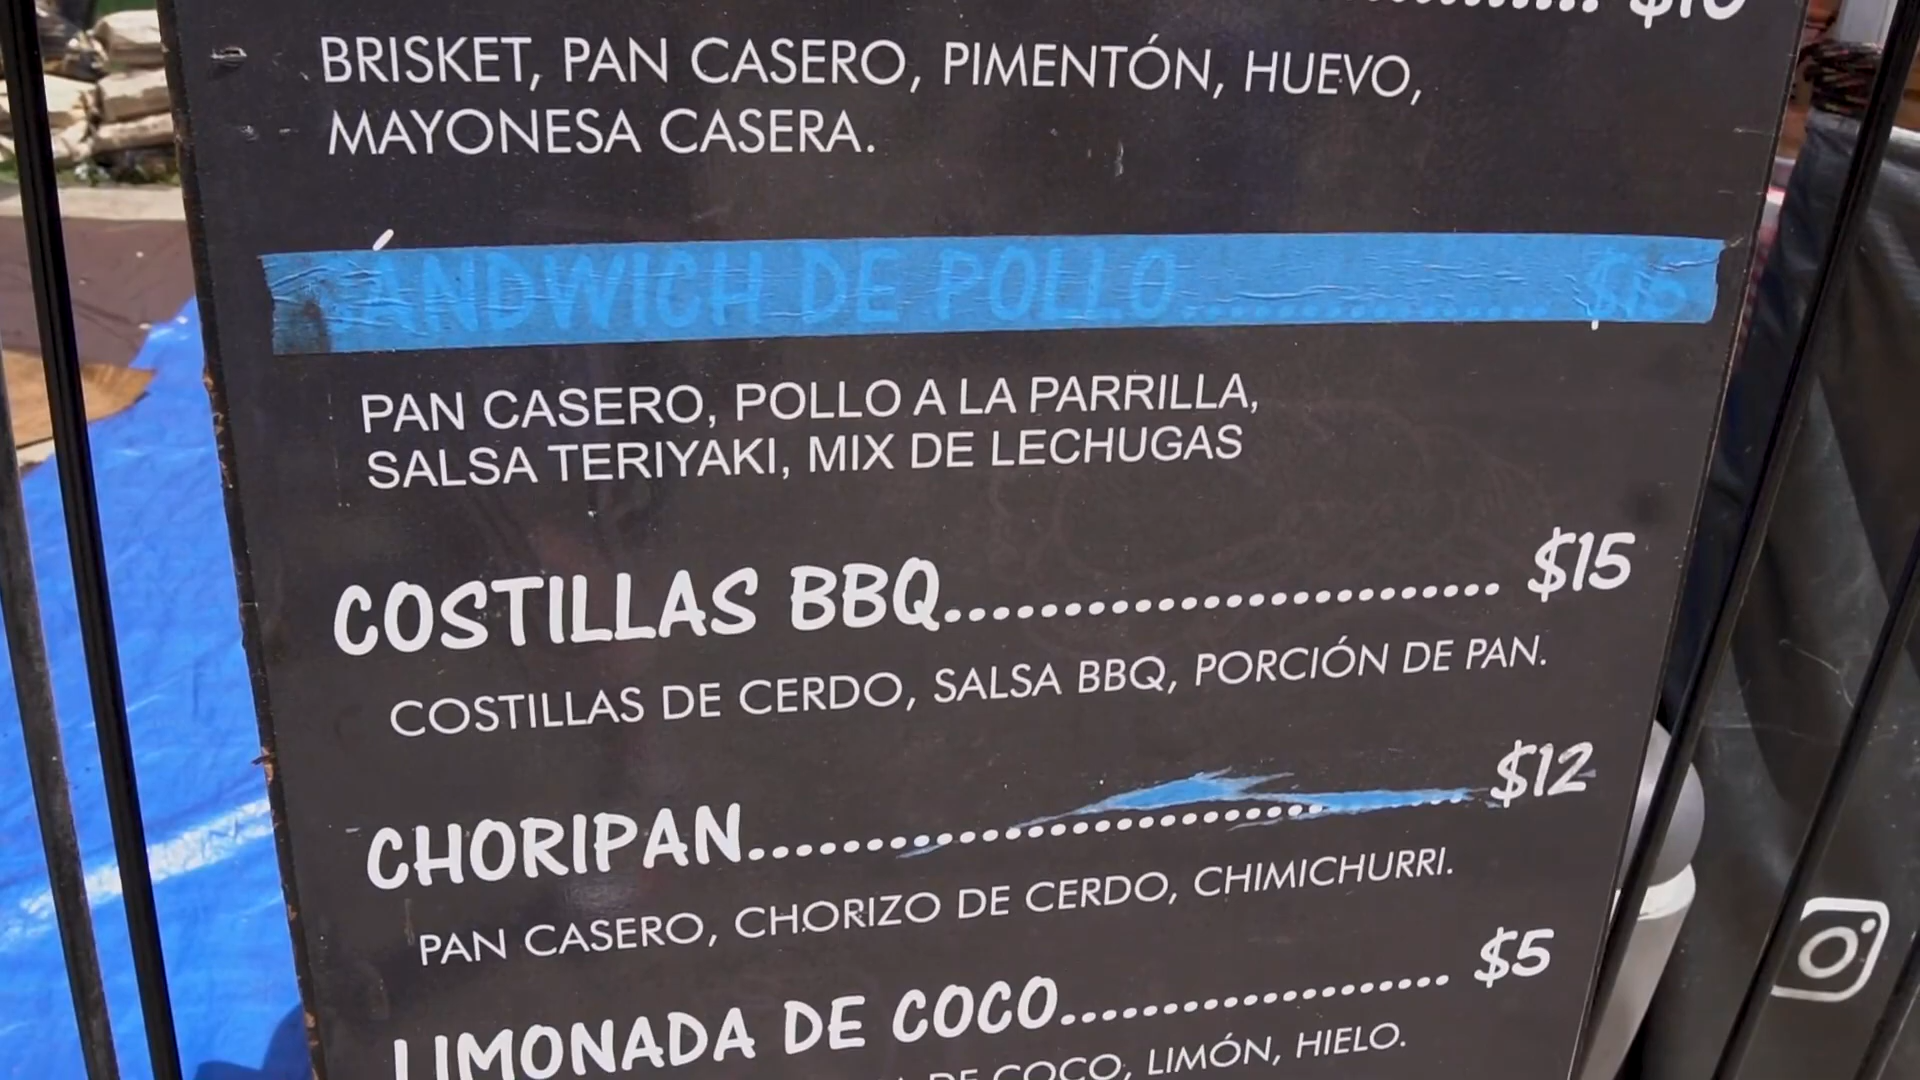 BRISKET, PAN CASERO, PIMENTÓN, HUEVO,
MAYONESA CASERA.
SÁNDWICH DE POLLO
PAN CASERO, POLLO A LA PARRILLA,
SALSA TERIYAKI, MIX DE LECHUGAS
COSTILLAS BBQ.............................. $15
COSTILLAS DE CERDO, SALSA BBQ, PORCIÓN DE PAN.
CHORIPAN....................................... $12
PAN CASERO, CHORIZO DE CERDO, CHIMICHURRI.
LIMONADA DE COCO..................... $5
DE COCO, LIMÓN, HIELO.